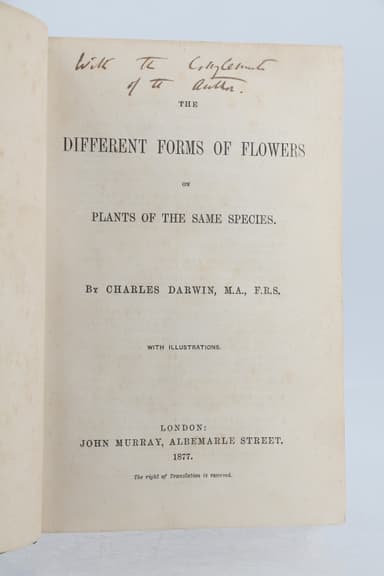 With the Compliments
of the Author.
THE
DIFFERENT FORMS OF FLOWERS
ON
PLANTS OF THE SAME SPECIES.
BY CHARLES DARWIN, M.A., F.R.S.
WITH ILLUSTRATIONS.
LONDON:
JOHN MURRAY, ALBEMARLE STREET.
1877.
The right of Translation is reserved.